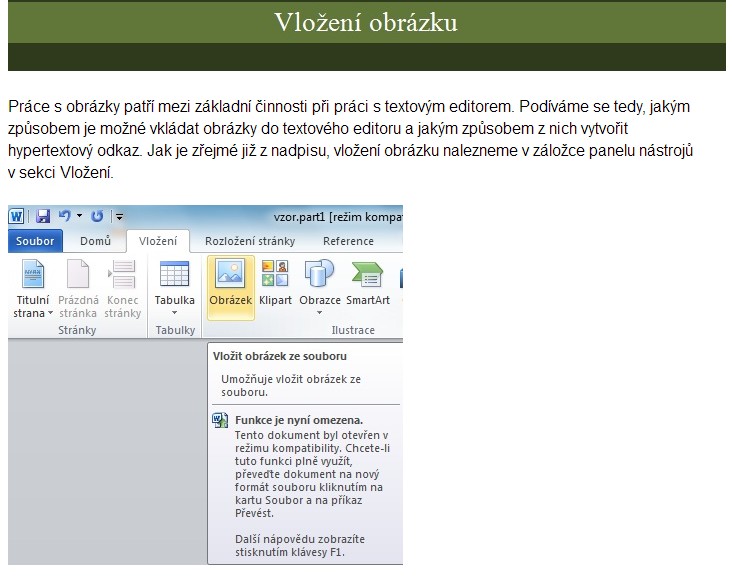 Vložení obrázku
Práce s obrázky patří mezi základní činnosti při práci s textovým editorem. Podíváme se tedy, jakým
způsobem je možné vkládat obrázky do textového editoru a jakým způsobem z nich vytvořit
hypertextový odkaz. Jak je zřejmé již z nadpisu, vložení obrázku nalezneme v záložce panelu nástrojů
v sekci Vložení.
W vzor.part1 [režim kompa
Soubor Domů Vložení Rozložení stránky Reference
Titulní Prázdná Konec Tabulka Obrázek Klipart Obrazce SmartArt
strana stránka stránky
Stránky Tabulky Ilustrace
Vložit obrázek ze souboru
Umožňuje vložit obrázek ze
souboru.
Funkce je nyní omezena.
Tento dokument byl otevřen v
režimu kompatibility. Chcete-li
tuto funkci plně využít,
převeďte dokument na nový
formát souboru kliknutím na
kartu Soubor a na příkaz
Převést.
Další nápovědu zobrazíte
stisknutím klávesy F1.